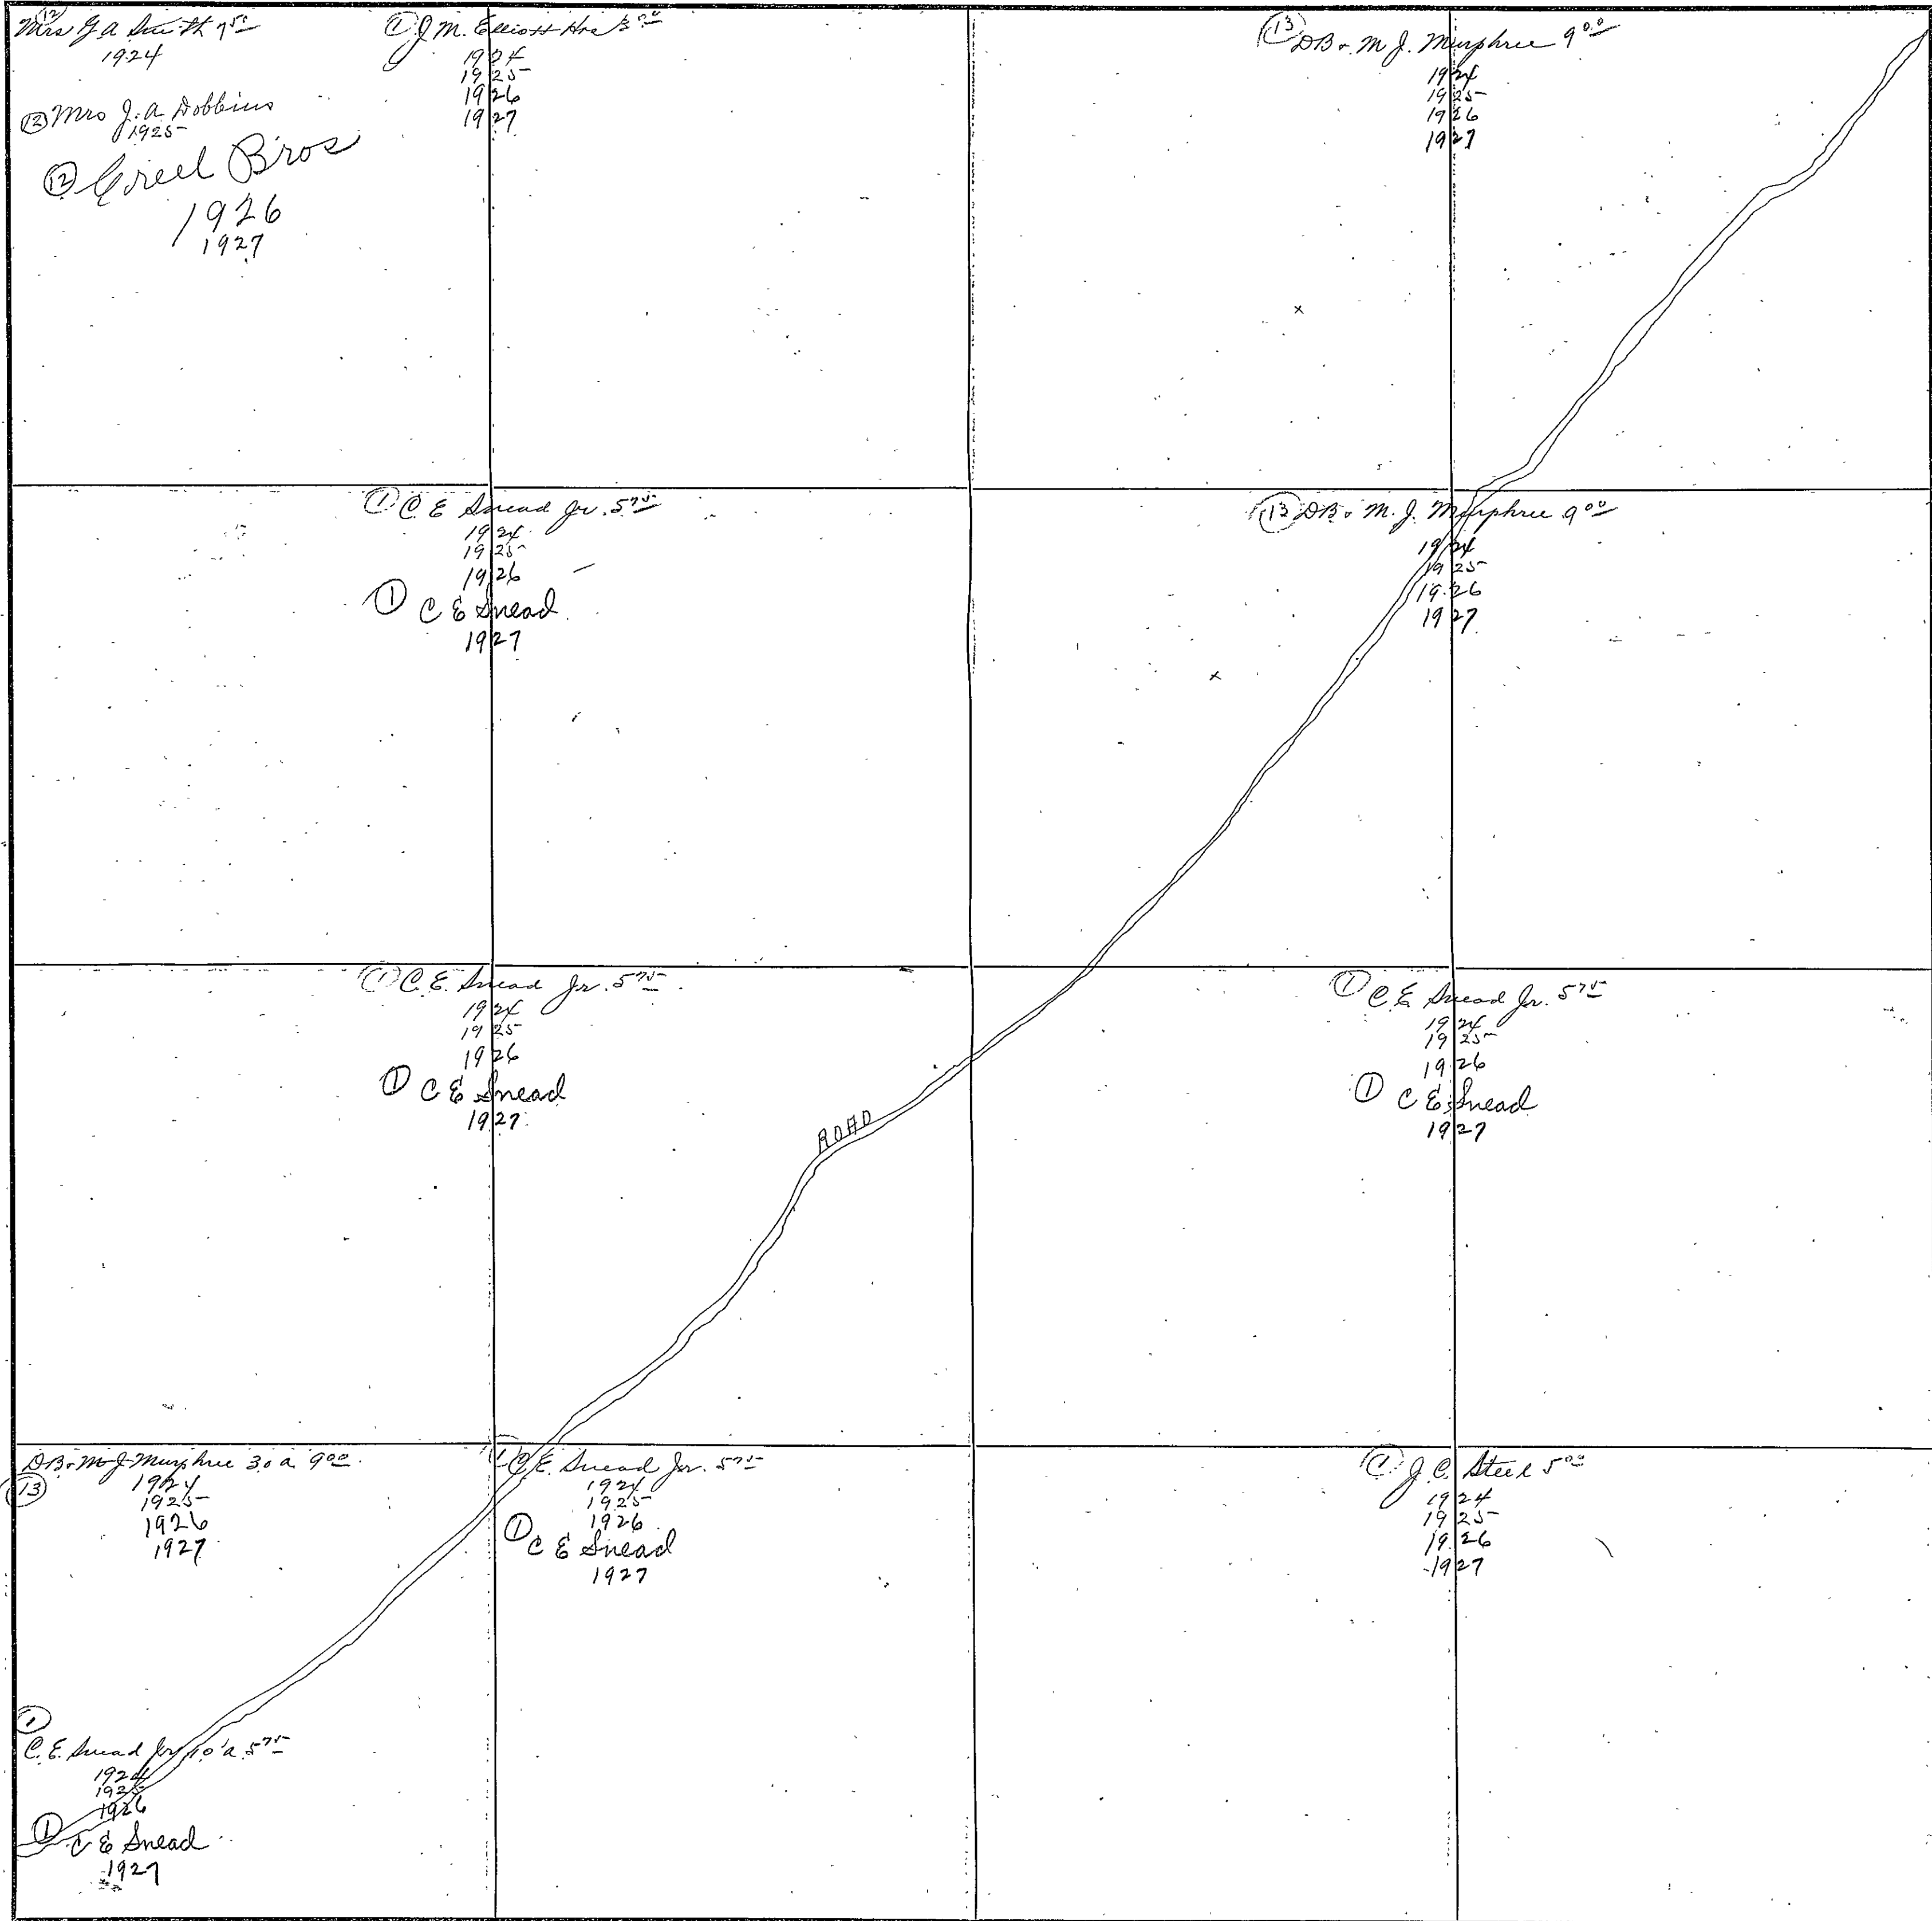 (12)
Mrs J. A. Smith 7 50
1924
(12) Mrs J. A. Dobbins
1925
(12) Creel Bros
1926
1927
(1) J. M. Elliott Hrs
1924
1925
1926
1927
(13) D B & M. J. Murphree 9 00
1924
1925
1926
1927
(1) C E Snead Jr. 5 75
1924
1925
1926
(1) C E Snead
1927
(13) D B & M. J. Murphree 9 00
1924
1925
1926
1927
(1) C. E. Snead Jr. 5 75
1924
1925
1926
(1) C E Snead
1927
ROAD
(1) C. E. Snead Jr. 5 75
1924
1925
1926
(1) C E Snead
1927
D B & M J Murphree 30 a 9 00
(13)
1924
1925
1926
1927
(1)
C. E. Snead Jr 10 a 5 75
1924
1925
1926
(1) C E Snead
1927
(1) C. E. Snead Jr. 5 75
1924
1925
1926
(1) C E Snead
1927
(1) J. C. Steel 5 00
1924
1925
1926
1927